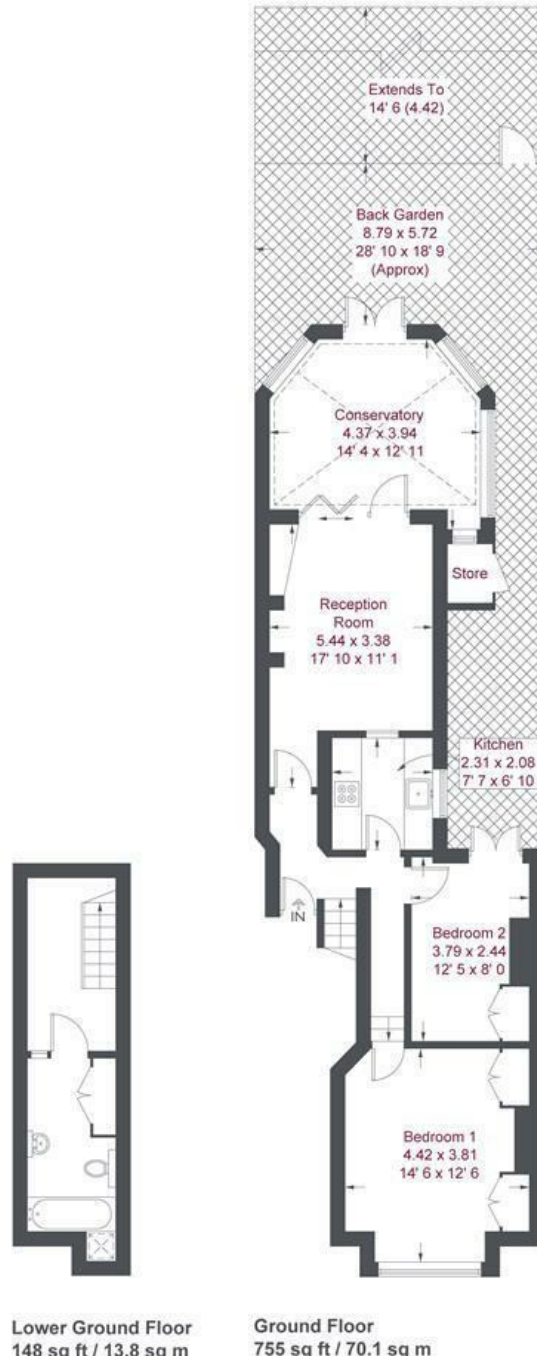 Extends To
14' 6 (4.42)
Back Garden
8.79 x 5.72
28' 10 x 18' 9
(Approx)
Conservatory
4.37 x 3.94
14' 4 x 12' 11
Store
Reception
Room
5.44 x 3.38
17' 10 x 11' 1
Kitchen
2.31 x 2.08
7' 7 x 6' 10
IN
Bedroom 2
3.79 x 2.44
12' 5 x 8' 0
Bedroom 1
4.42 x 3.81
14' 6 x 12' 6
Lower Ground Floor
148 sq ft / 13.8 sq m
Ground Floor
755 sq ft / 70.1 sq m